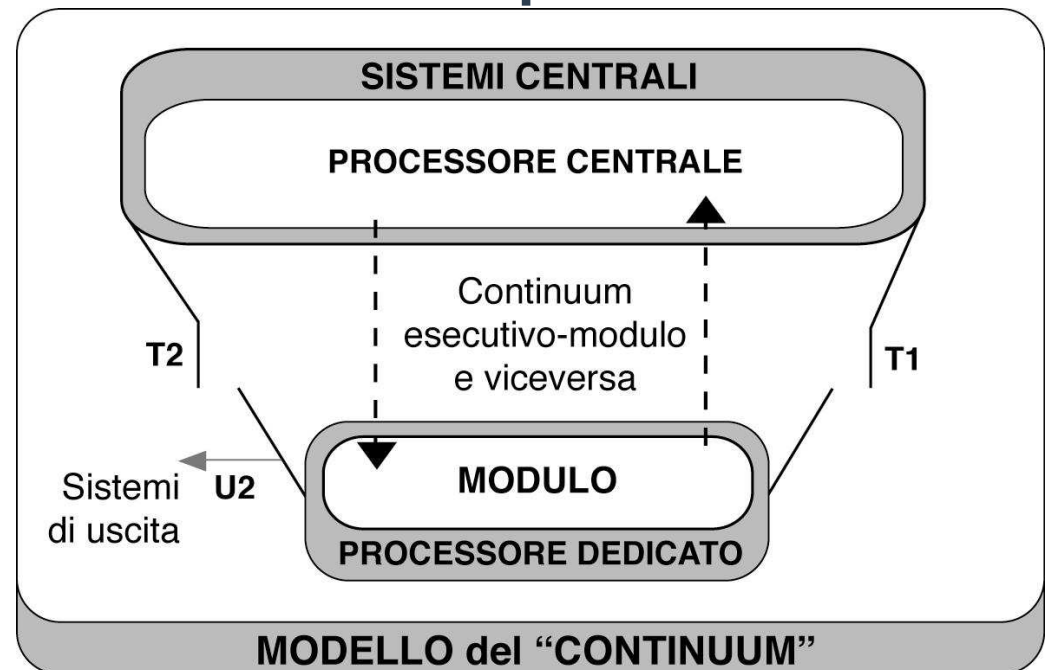 SISTEMI CENTRALI
PROCESSORE CENTRALE
Continuum
esecutivo-modulo
e viceversa
T2
T1
MODULO
PROCESSORE DEDICATO
Sistemi
di uscita
U2
MODELLO del “CONTINUUM”